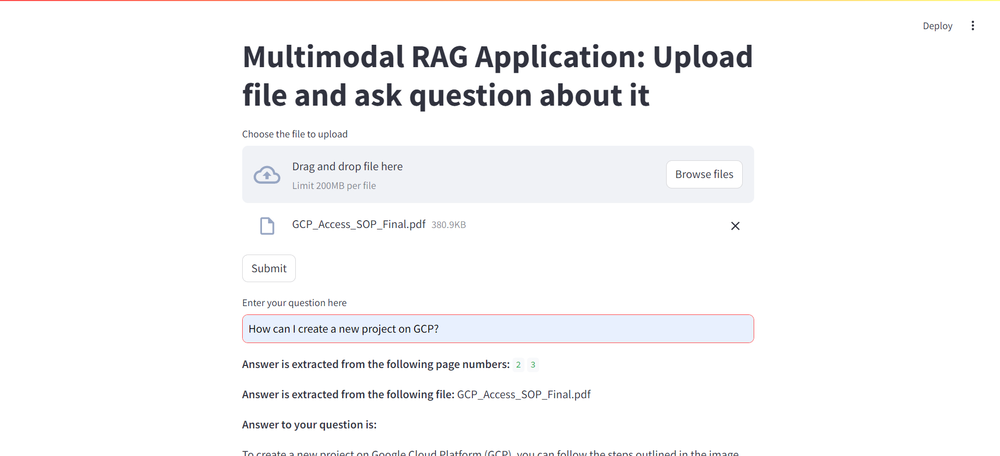 Deploy
Multimodal RAG Application: Upload
file and ask question about it
Choose the file to upload
Drag and drop file here
Limit 200MB per file
Browse files
GCP_Access_SOP_Final.pdf 380.9KB
Submit
Enter your question here
How can I create a new project on GCP?
Answer is extracted from the following page numbers: 2 3
Answer is extracted from the following file: GCP_Access_SOP_Final.pdf
Answer to your question is:
To create a new project on Google Cloud Platform (GCP), you can follow the steps outlined in the image